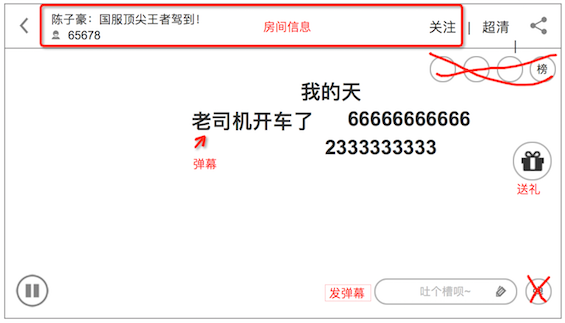 陈子豪：国服顶尖王者驾到！
65678
房间信息
关注 | 超清
榜
我的天
老司机开车了 66666666666
2333333333
弹幕
送礼
发弹幕
吐个槽呗~